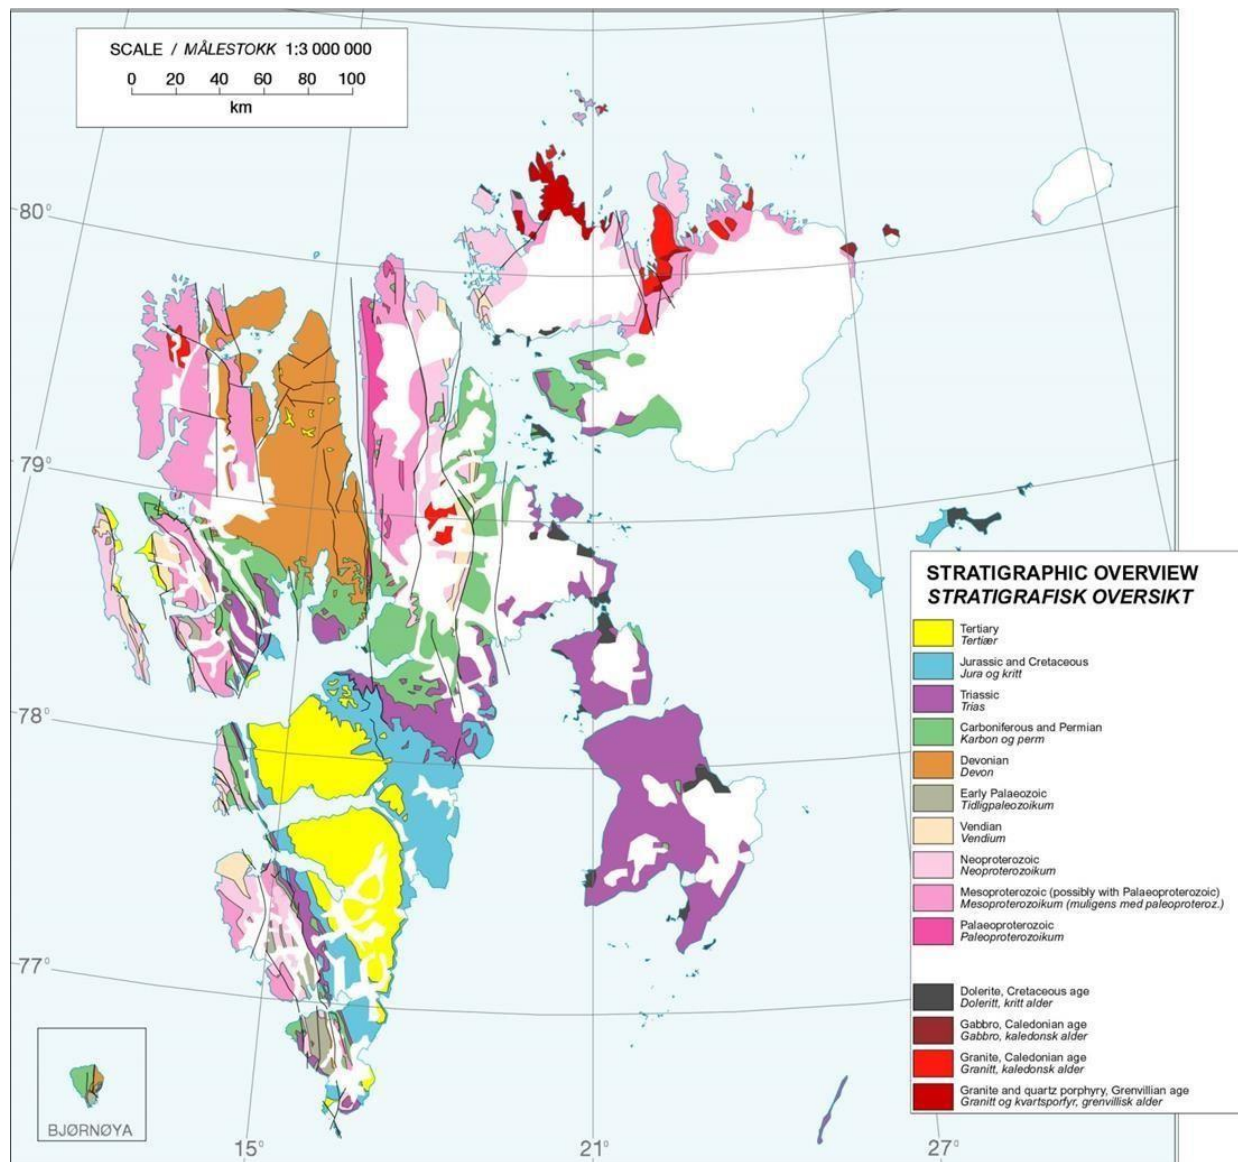 SCALE / MÅLESTOKK 1:3 000 000
0 20 40 60 80 100
km
80°
79°
78°
77°
15°
21°
27°
BJØRNØYA
STRATIGRAPHIC OVERVIEW
STRATIGRAFISK OVERSIKT
Tertiary
Tertiær
Jurassic and Cretaceous
Jura og kritt
Triassic
Trias
Carboniferous and Permian
Karbon og perm
Devonian
Devon
Early Palaeozoic
Tidligpaleozoikum
Vendian
Vendium
Neoproterozoic
Neoproterozoikum
Mesoproterozoic (possibly with Palaeoproterozoic)
Mesoproterozoikum (muligens med paleoproteroz.)
Palaeoproterozoic
Paleoproterozoikum
Dolerite, Cretaceous age
Doleritt, kritt alder
Gabbro, Caledonian age
Gabbro, kaledonsk alder
Granite, Caledonian age
Granitt, kaledonsk alder
Granite and quartz porphyry, Grenvillian age
Granitt og kvartsporfyr, grenvillisk alder